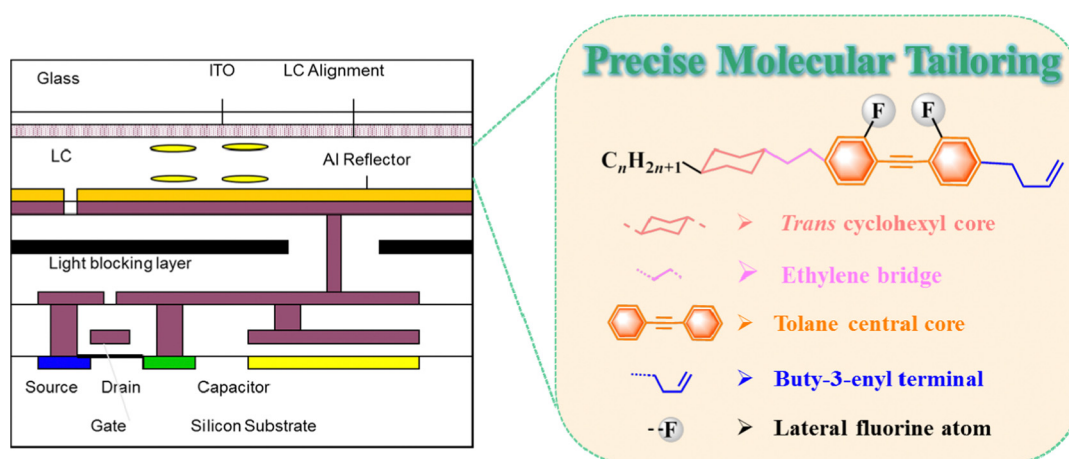 Glass
ITO
LC Alignment
LC
Al Reflector
Light blocking layer
Source
Drain
Capacitor
Gate
Silicon Substrate
Precise Molecular Tailoring
F
F
CnH2n+1
Trans cyclohexyl core
Ethylene bridge
Tolane central core
Buty-3-enyl terminal
--F
Lateral fluorine atom